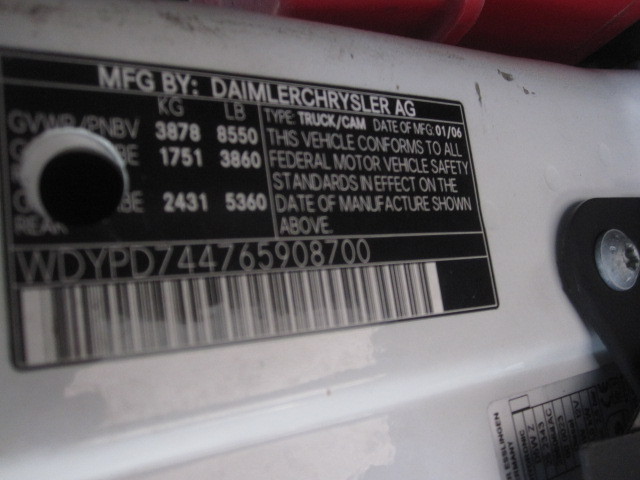 MFG BY: DAIMLERCHRYSLER AG
KG LB TYPE: TRUCK/CAM DATE OF MFG: 01/06
GVWR/PNBV 3878 8550 THIS VEHICLE CONFORMS TO ALL
1751 3860 FEDERAL MOTOR VEHICLE SAFETY
STANDARDS IN EFFECT ON THE
2431 5360 DATE OF MANUFACTURE SHOWN
REAR ABOVE.
WDYPD744765908700